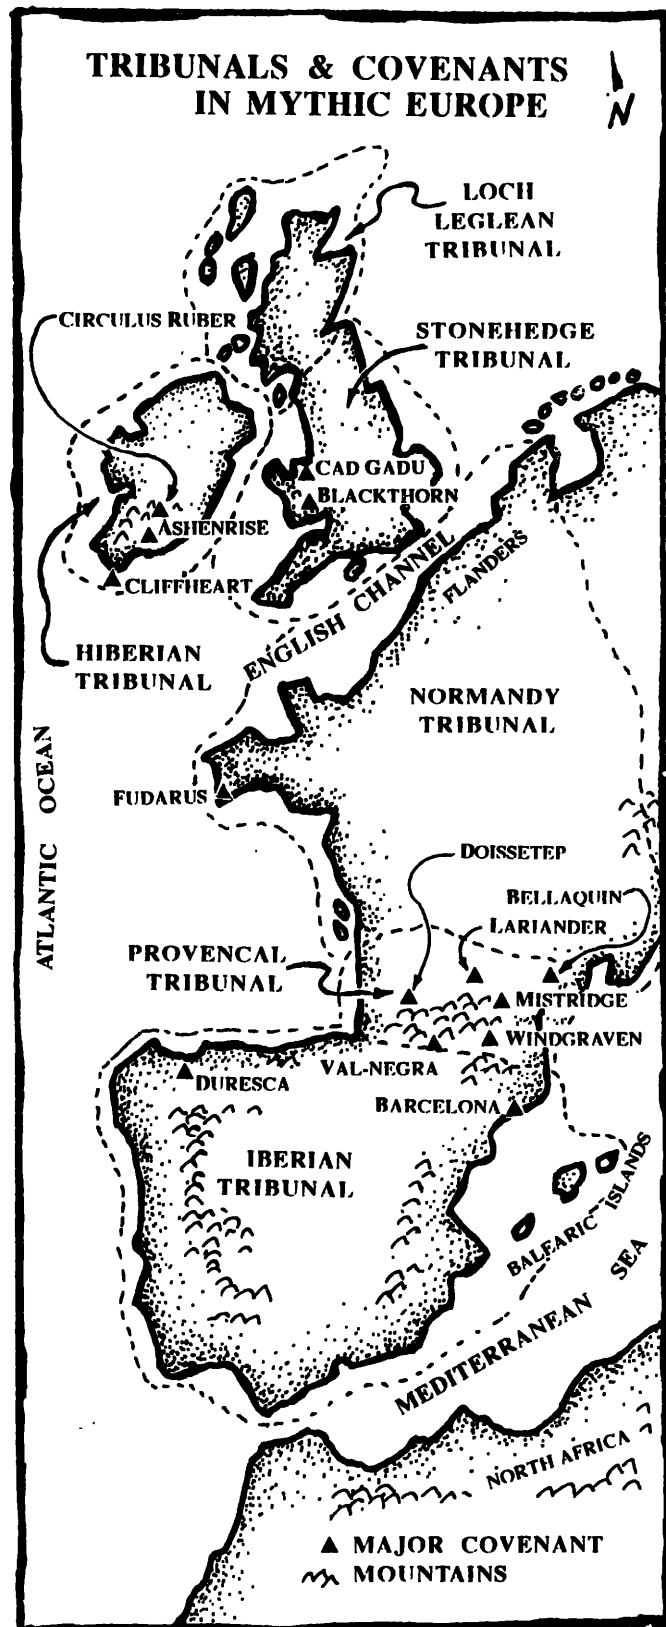 TRIBUNALS & COVENANTS
IN MYTHIC EUROPE
N
LOCH
LEGLEAN
TRIBUNAL
CIRCULUS RUBER
STONEHEDGE
TRIBUNAL
CAD GADU
BLACKTHORN
ASHENRISE
CLIFFHEART
ENGLISH CHANNEL
FLANDERS
HIBERIAN
TRIBUNAL
NORMANDY
TRIBUNAL
ATLANTIC OCEAN
FUDARUS
DOISSETEP
BELLAQUIN
LARIANDER
PROVENCAL
TRIBUNAL
MISTRIDGE
WINDGRAVEN
VAL-NEGRA
DURESCA
BARCELONA
IBERIAN
TRIBUNAL
BALEARIC ISLANDS
MEDITERRANEAN SEA
NORTH AFRICA
MAJOR COVENANT
MOUNTAINS